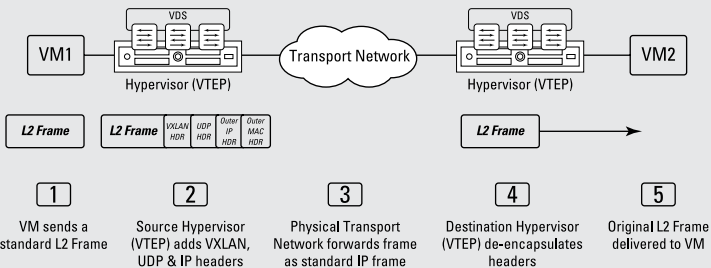 VDS
VDS
VM1
Transport Network
VM2
Hypervisor (VTEP)
Hypervisor (VTEP)
L2 Frame
L2 Frame
VXLAN
HDR
UDP
HDR
Outer
IP
HDR
Outer
MAC
HDR
L2 Frame
1
2
3
4
5
VM sends a
standard L2 Frame
Source Hypervisor
(VTEP) adds VXLAN,
UDP & IP headers
Physical Transport
Network forwards frame
as standard IP frame
Destination Hypervisor
(VTEP) de-encapsulates
headers
Original L2 Frame
delivered to VM